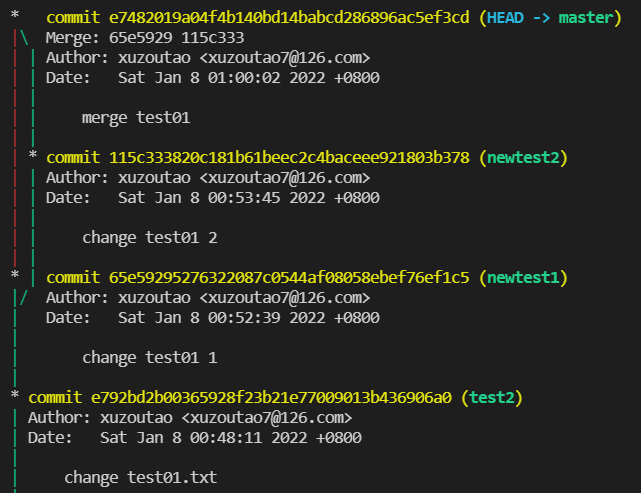 *   commit e7482019a04f4b140bd14babcd286896ac5ef3cd (HEAD -> master)
|\  Merge: 65e5929 115c333
| | Author: xuzoutao <xuzoutao7@126.com>
| | Date:   Sat Jan 8 01:00:02 2022 +0800
| |
| |     merge test01
| |
| * commit 115c333820c181b61beec2c4baceee921803b378 (newtest2)
| | Author: xuzoutao <xuzoutao7@126.com>
| | Date:   Sat Jan 8 00:53:45 2022 +0800
| |
| |     change test01 2
| |
* | commit 65e59295276322087c0544af08058ebef76ef1c5 (newtest1)
|/  Author: xuzoutao <xuzoutao7@126.com>
|   Date:   Sat Jan 8 00:52:39 2022 +0800
|
|       change test01 1
|
* commit e792bd2b00365928f23b21e77009013b436906a0 (test2)
| Author: xuzoutao <xuzoutao7@126.com>
| Date:   Sat Jan 8 00:48:11 2022 +0800
|
|     change test01.txt
|